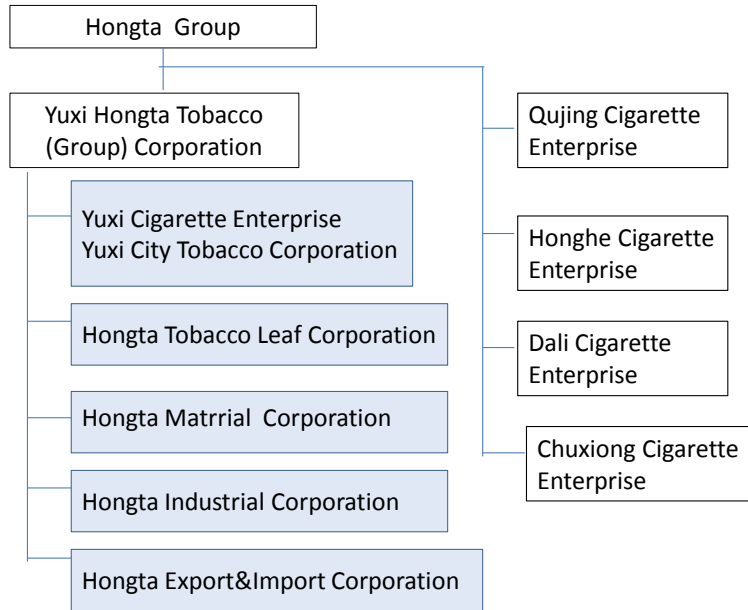 Hongta Group
Yuxi Hongta Tobacco
(Group) Corporation
Yuxi Cigarette Enterprise
Yuxi City Tobacco Corporation
Hongta Tobacco Leaf Corporation
Hongta Matrrial Corporation
Hongta Industrial Corporation
Hongta Export&Import Corporation
Qujing Cigarette
Enterprise
Honghe Cigarette
Enterprise
Dali Cigarette
Enterprise
Chuxiong Cigarette
Enterprise